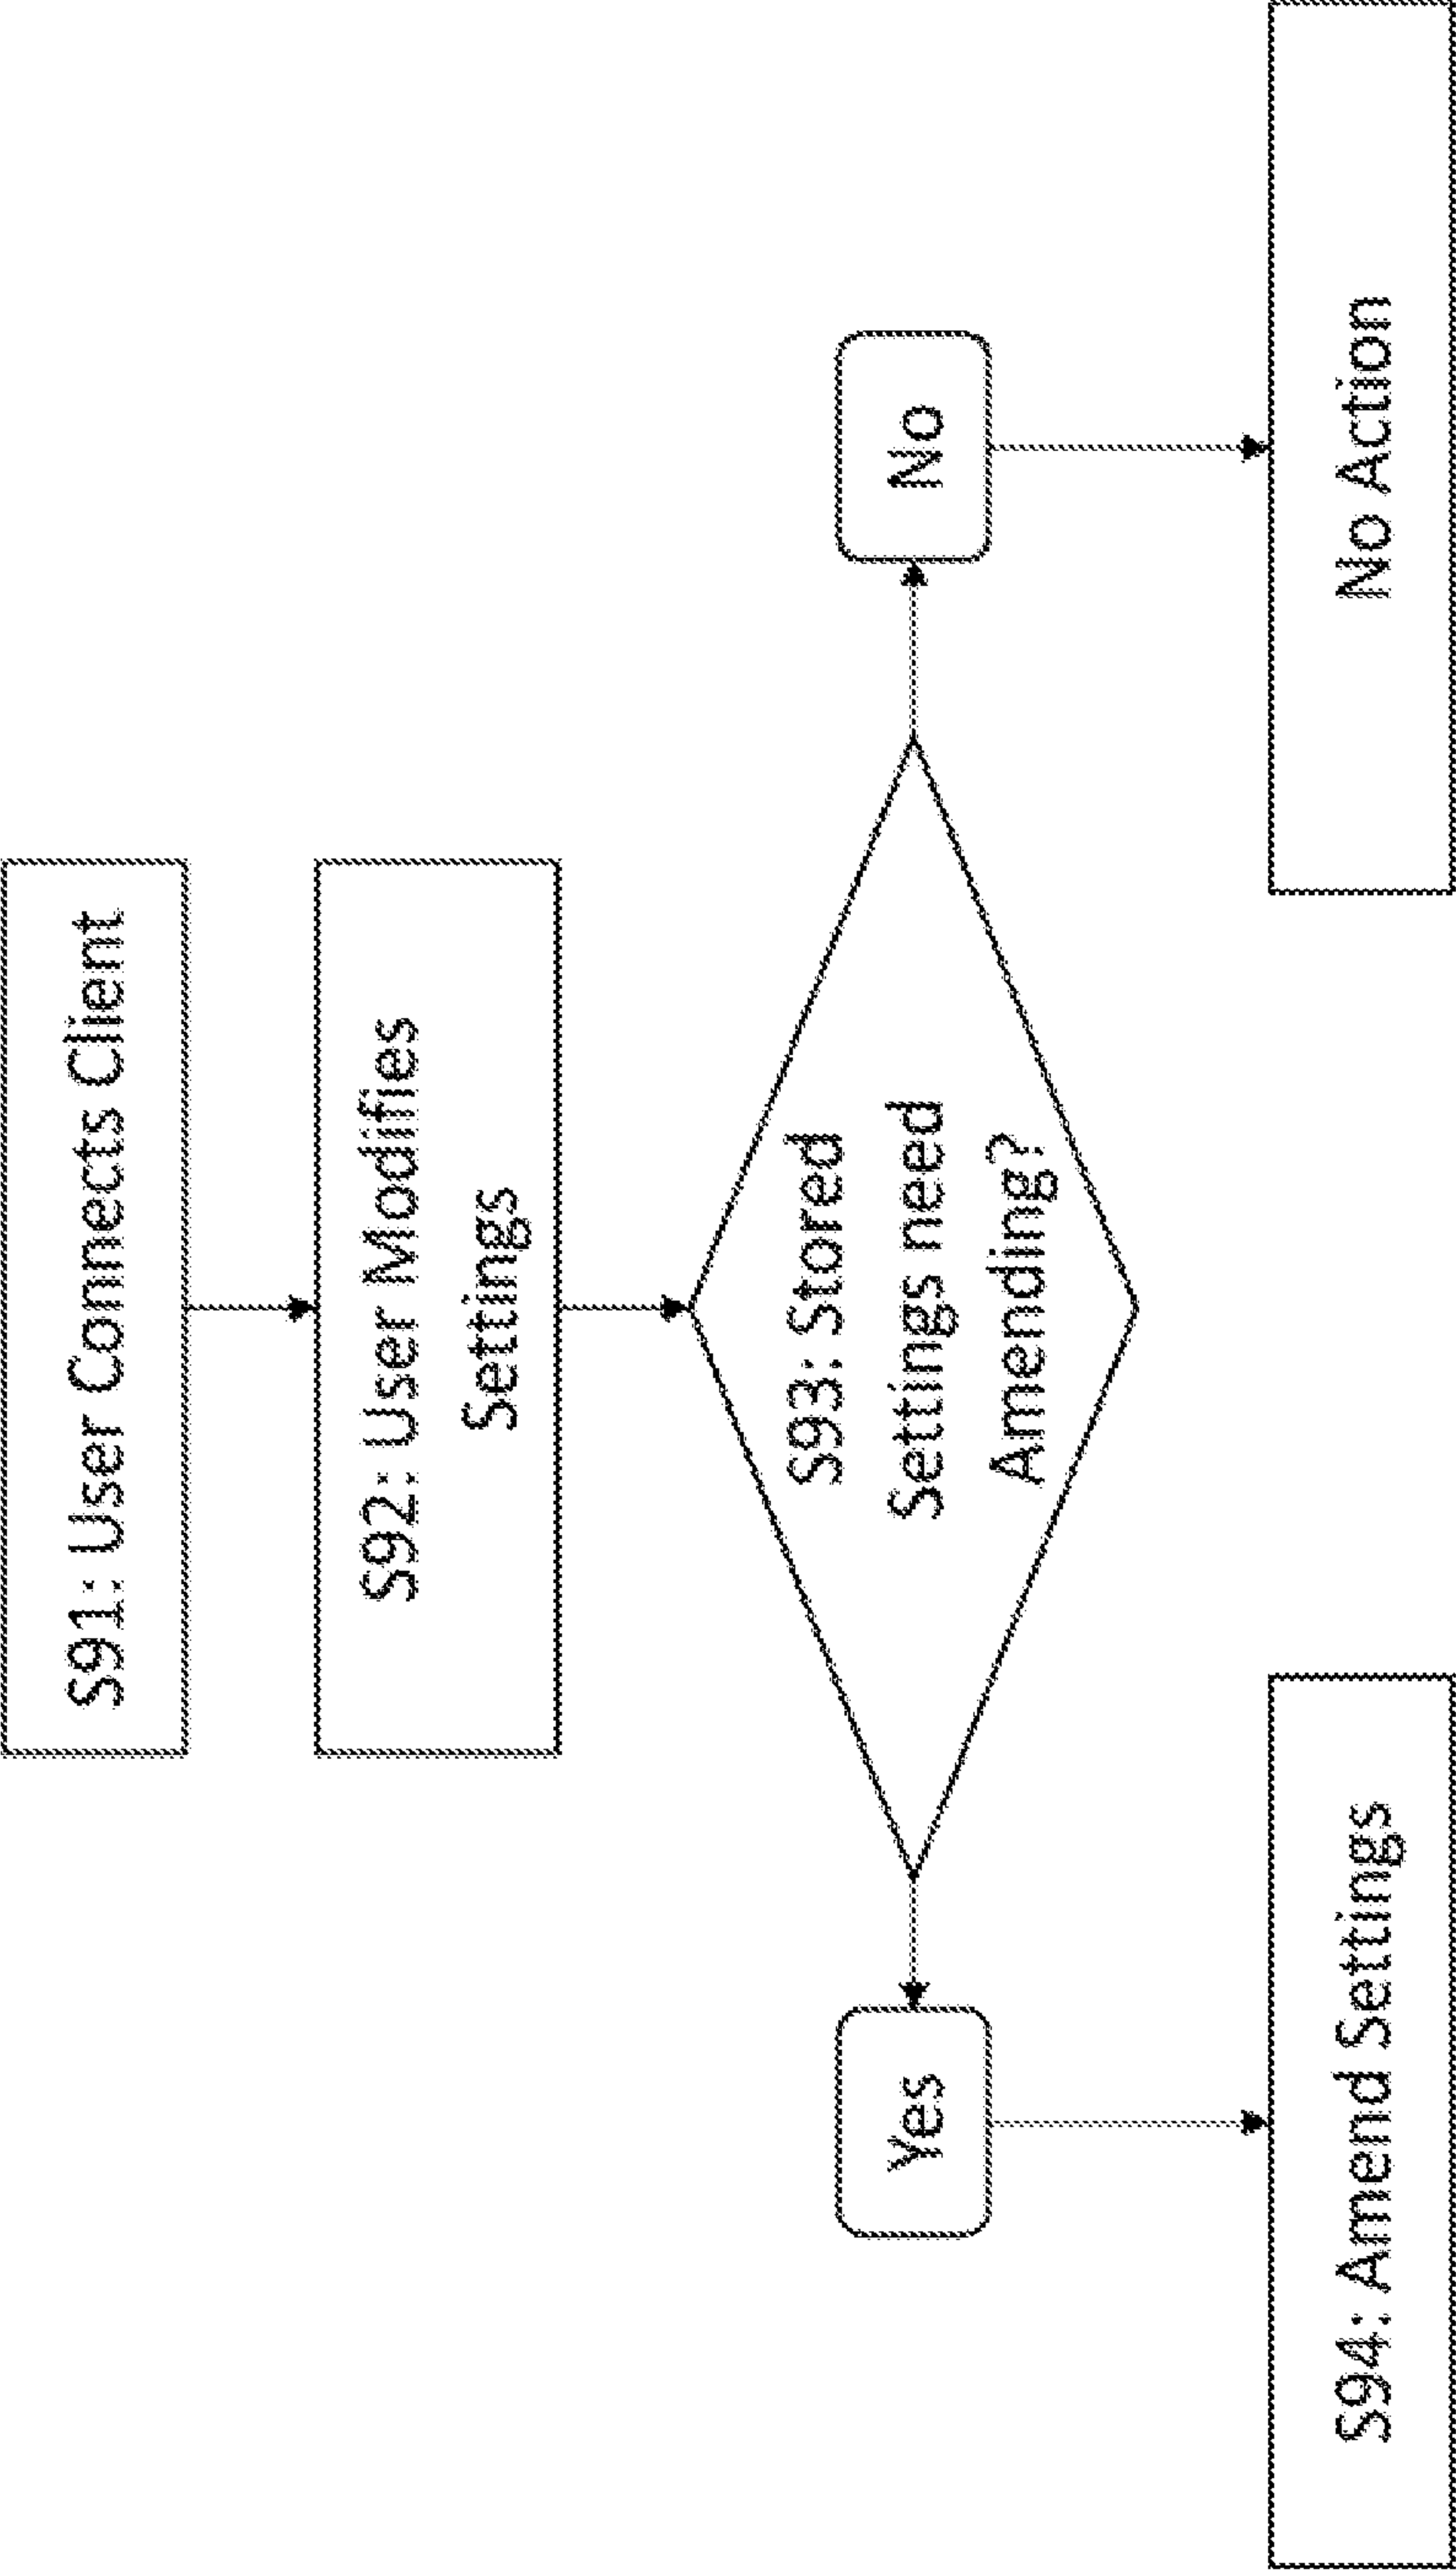 S91: User Connects Client
S92: User Modifies
Settings
S93: Stored
Settings need
Amending?
Yes
No
S94: Amend Settings
No Action